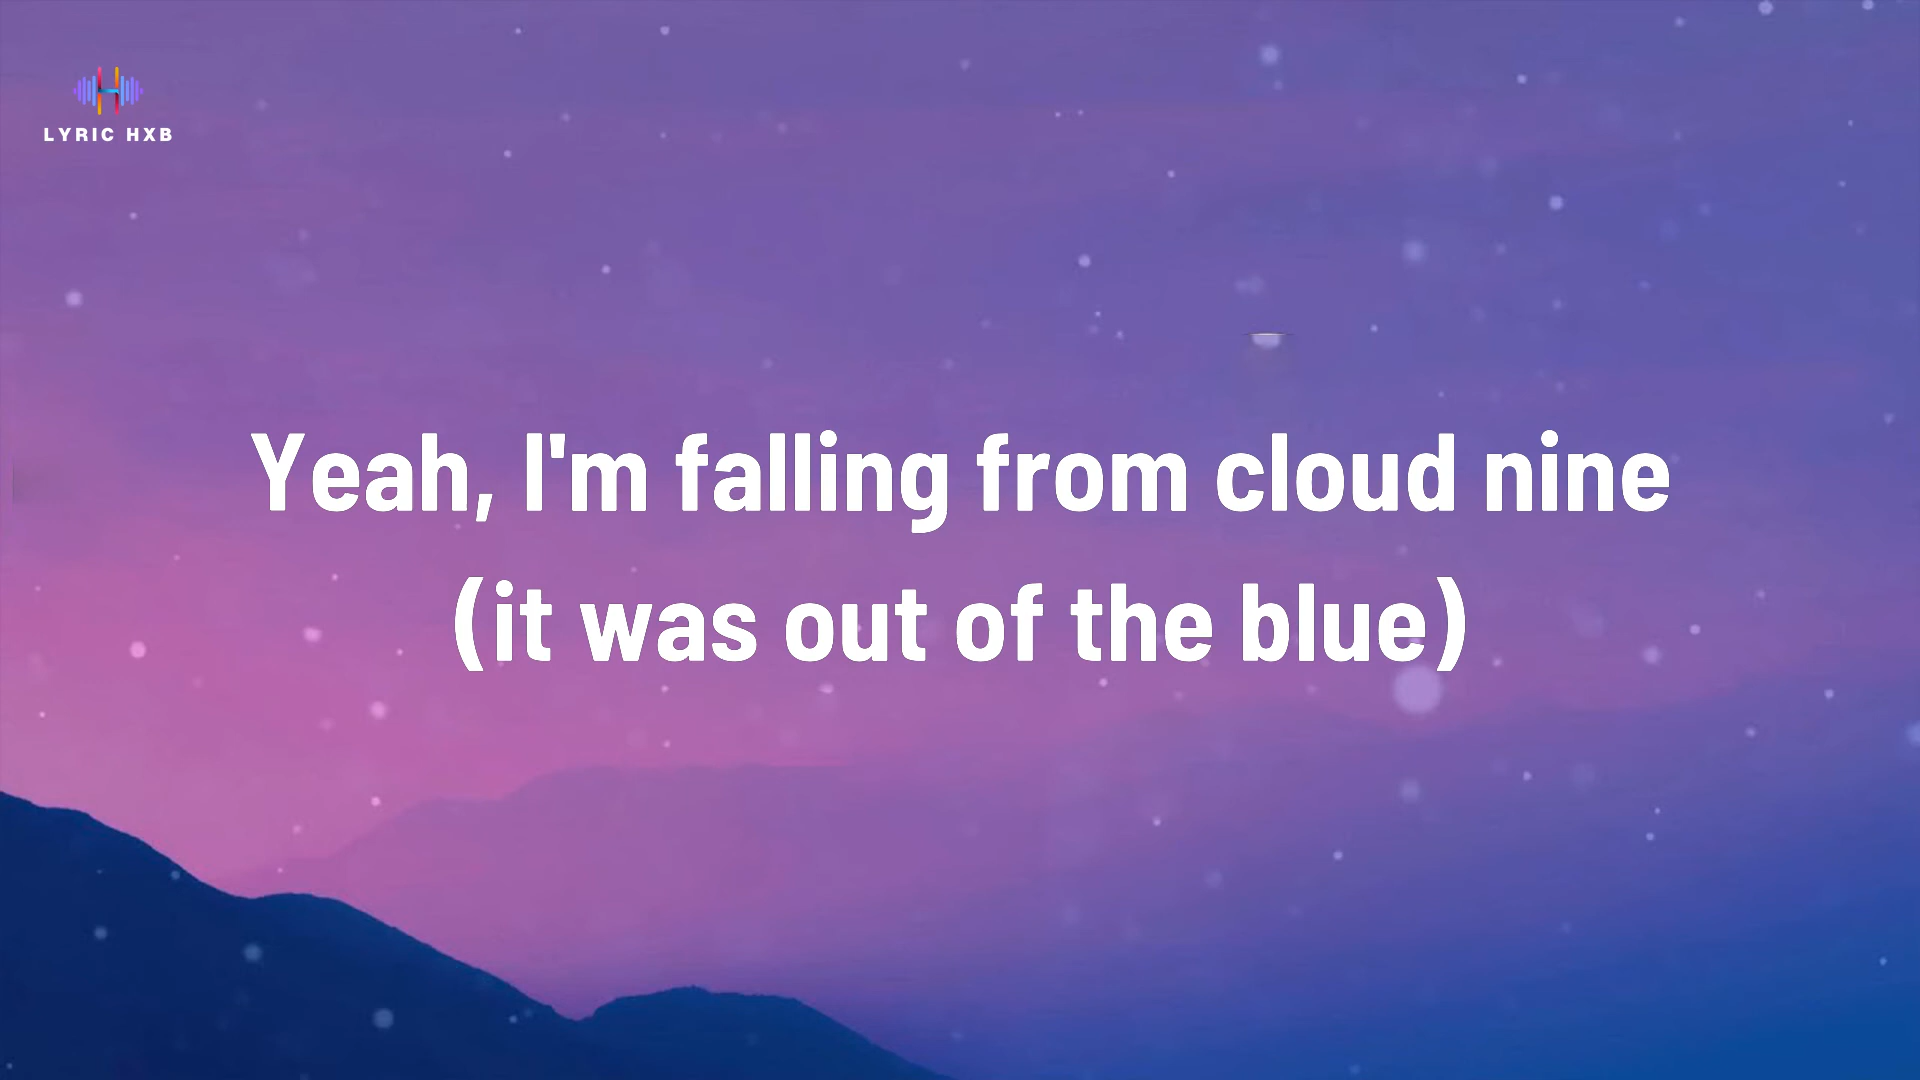 LYRIC HXB
Yeah, I'm falling from cloud nine
(it was out of the blue)